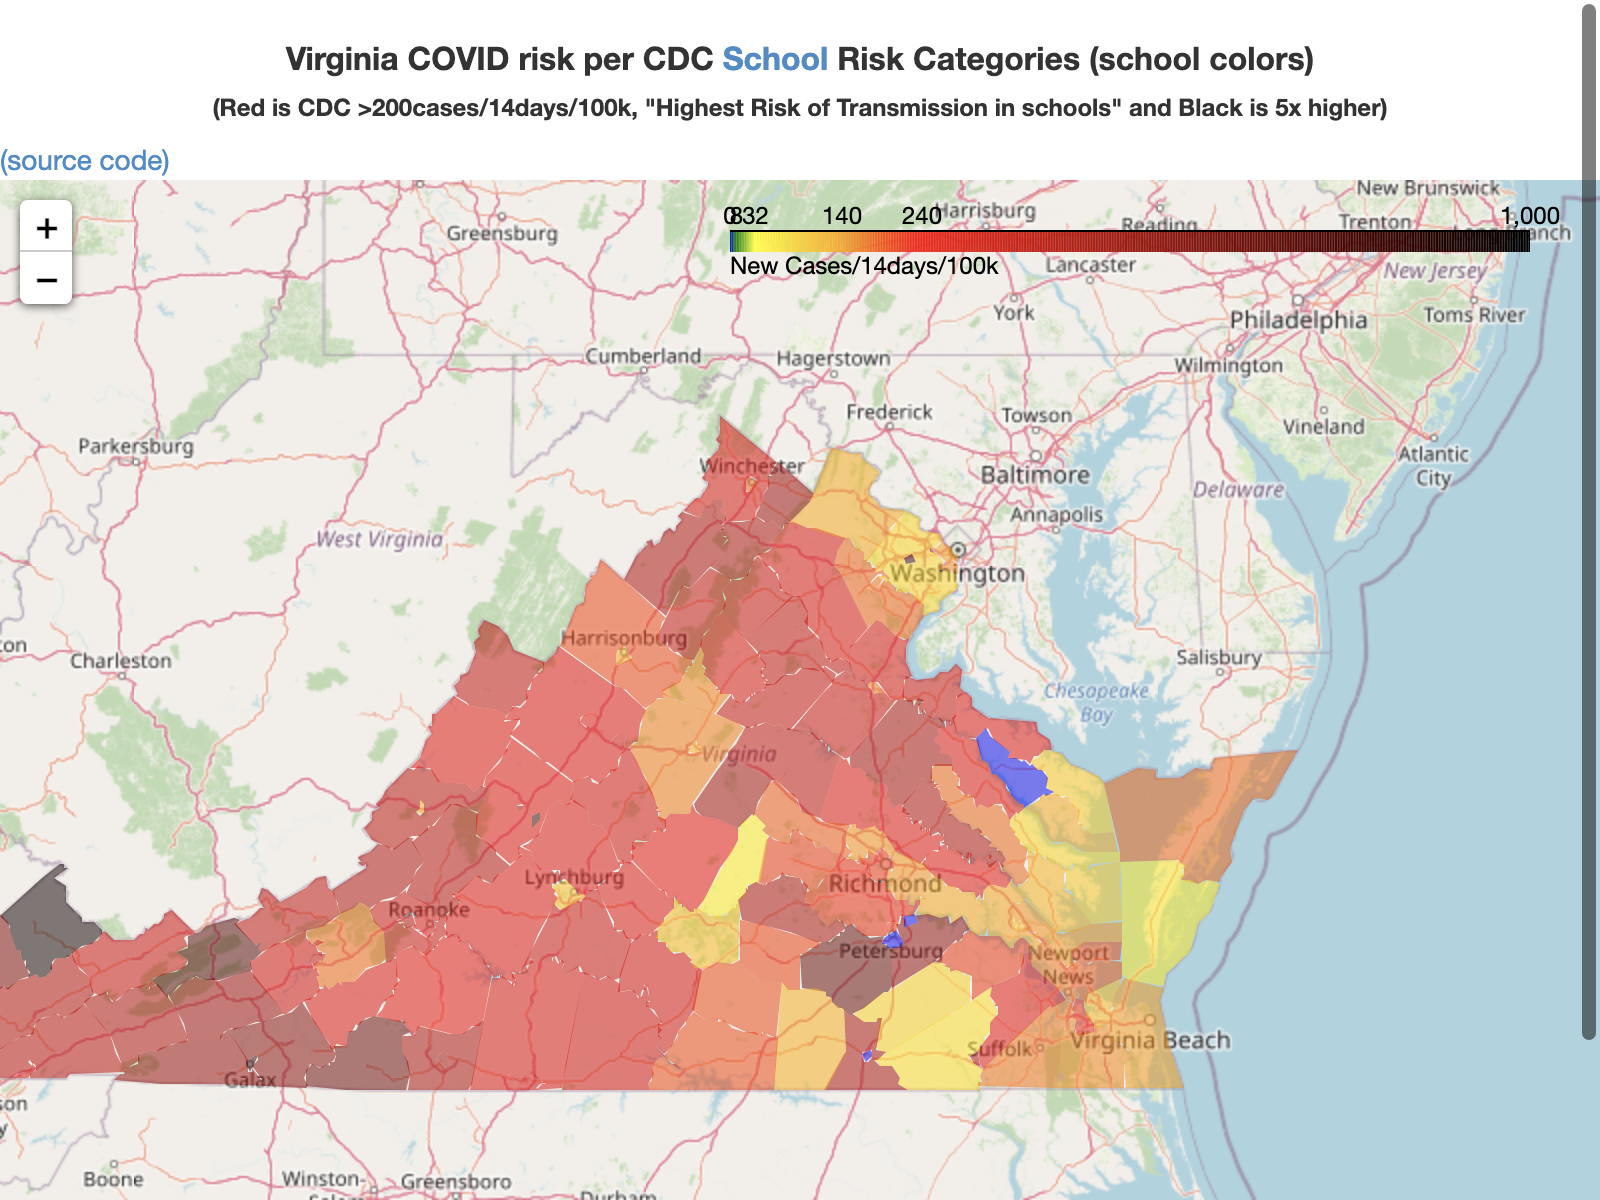 Virginia COVID risk per CDC School Risk Categories (school colors)
(Red is CDC >200cases/14days/100k, "Highest Risk of Transmission in schools" and Black is 5x higher)
(source code)
+
−
0 8 32 140 240 1,000
New Cases/14days/100k
New Brunswick
Harrisburg
Reading
Trenton
Greensburg
Lancaster
New Jersey
York
Philadelphia
Toms River
Cumberland
Hagerstown
Wilmington
Frederick
Towson
Vineland
Parkersburg
Winchester
Baltimore
Atlantic
City
Delaware
Annapolis
West Virginia
Washington
Harrisonburg
Charleston
Salisbury
Chesapeake
Bay
Virginia
Lynchburg
Richmond
Roanoke
Petersburg
Newport
News
Suffolk
Virginia Beach
Galax
Boone
Winston-
Greensboro
Durham